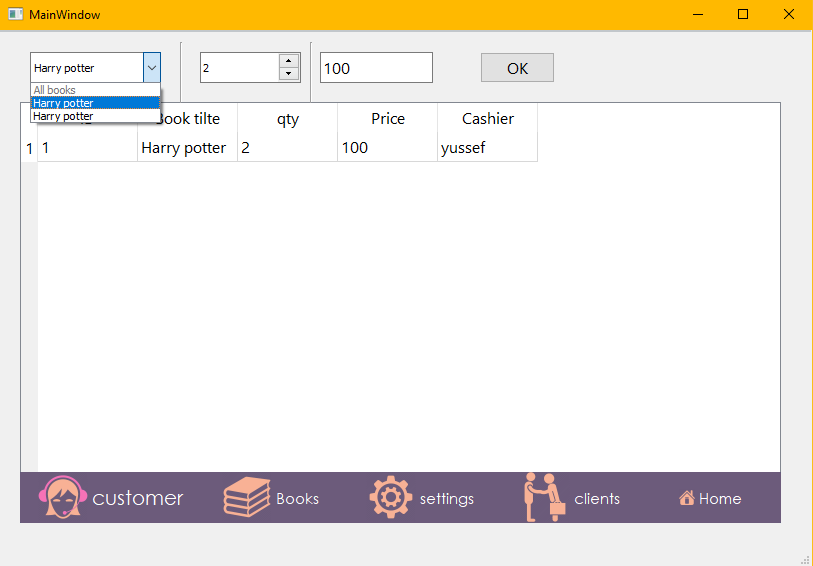 MainWindow
Harry potter 2 100 OK
All books
Harry potter
Harry potter
Book tilte qty Price Cashier
1 1 Harry potter 2 100 yussef
customer Books settings clients Home